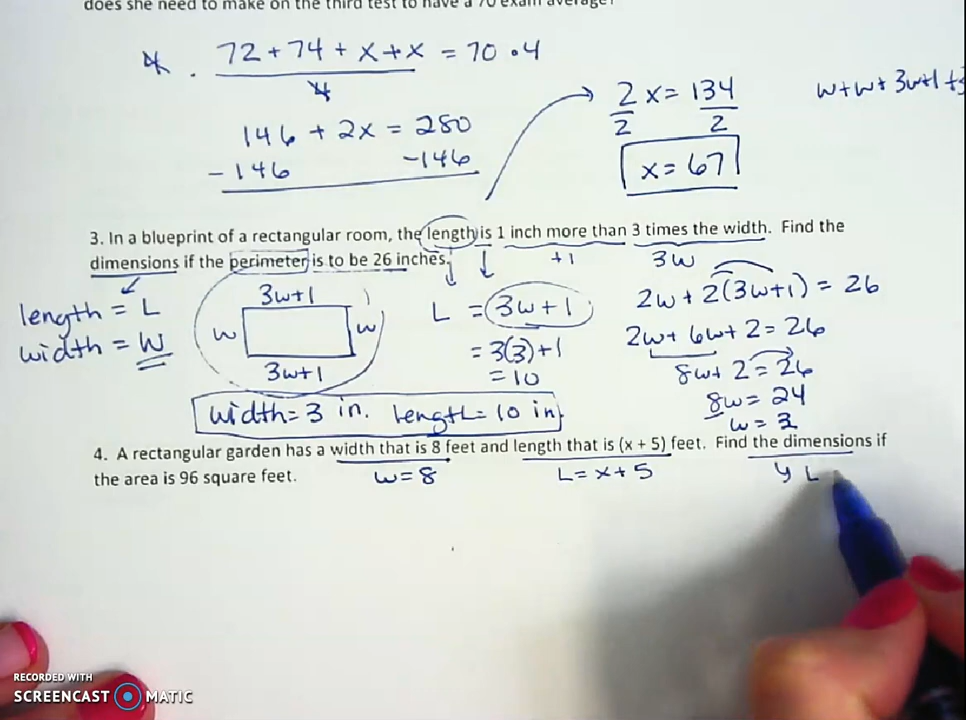 does she need to make on the third test to have a 70 exam average?
4 · 72 + 74 + x + x = 70 • 4
4
146 + 2x = 280
- 146 -146
2x = 134
2 2
x = 67
w+w+ 3w+1 +3
3. In a blueprint of a rectangular room, the length is 1 inch more than 3 times the width. Find the
dimensions if the perimeter is to be 26 inches.
+1 3w
length = L
width = W
3w+1
w w
3w+1
L = 3w+1
= 3(3)+1
= 10
2w + 2(3w+1) = 26
2w + 6w + 2 = 26
8w + 2 = 26
8w = 24
w = 3
width=3 in. length=10 in
4. A rectangular garden has a width that is 8 feet and length that is (x + 5) feet. Find the dimensions if
the area is 96 square feet.
w=8 L= x+5 L
RECORDED WITH
SCREENCAST MATIC